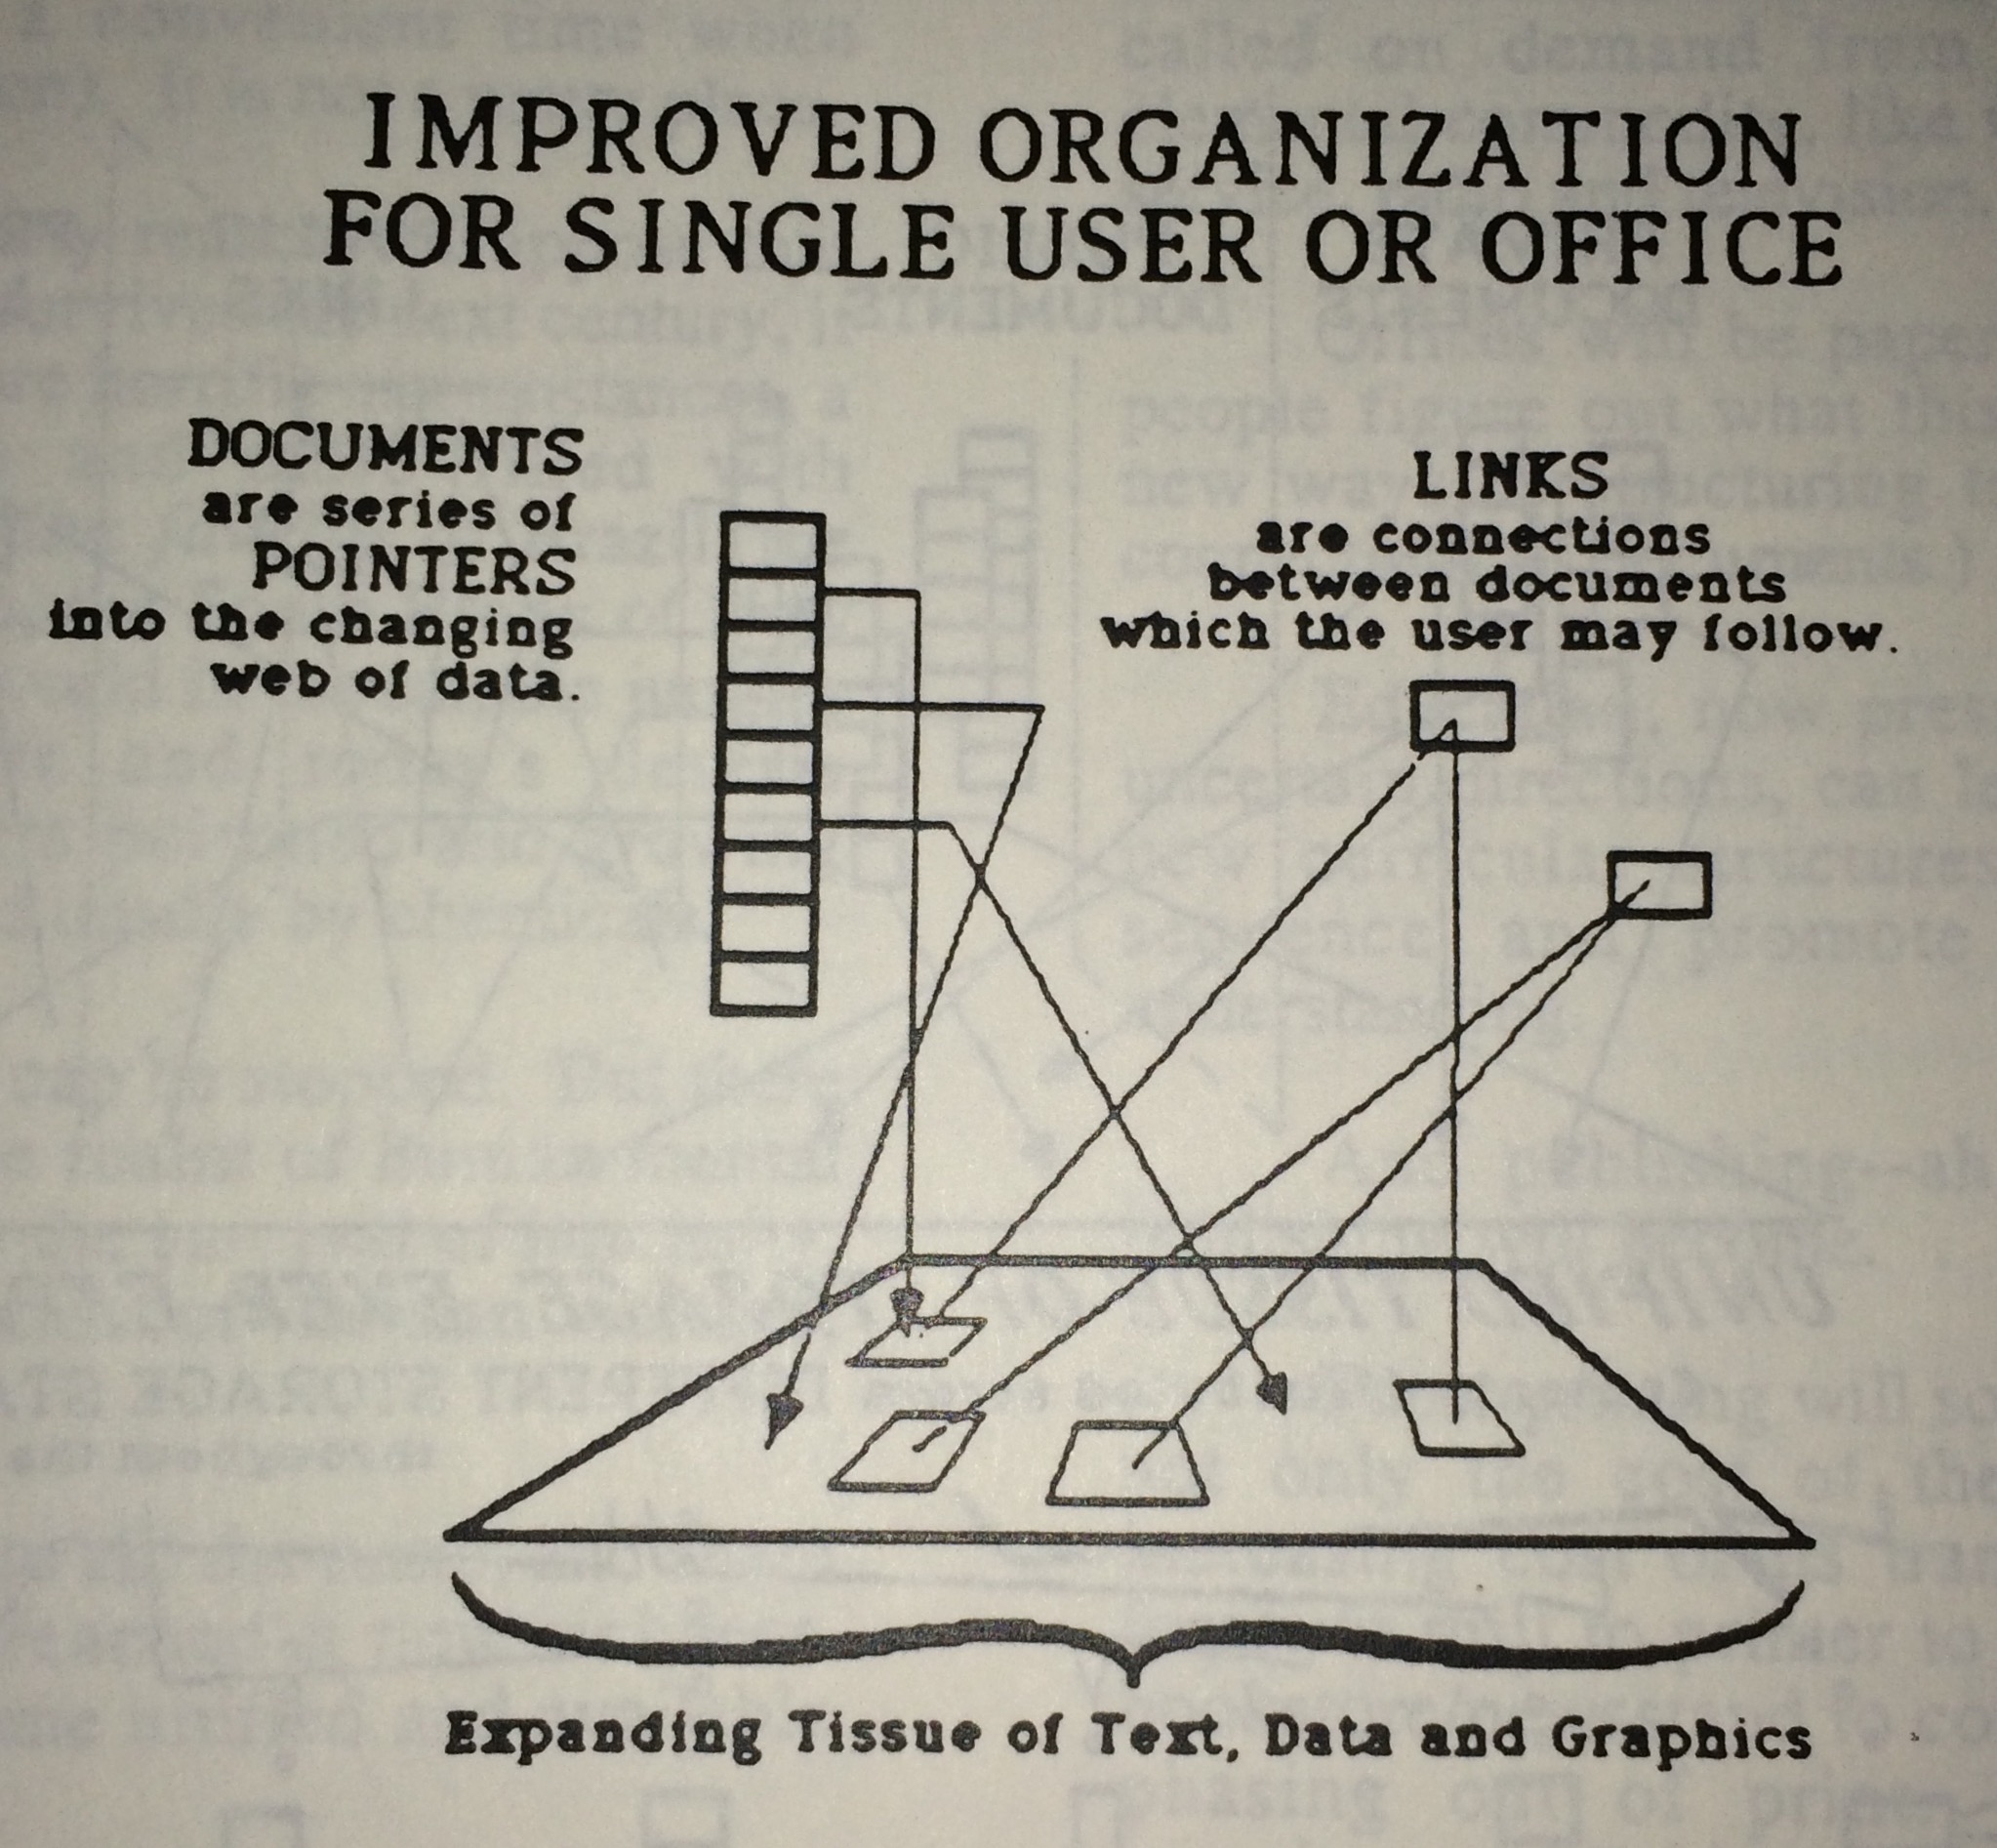 IMPROVED ORGANIZATION
FOR SINGLE USER OR OFFICE
DOCUMENTS
are series of
POINTERS
into the changing
web of data.
LINKS
are connections
between documents
which the user may follow.
Expanding Tissue of Text, Data and Graphics